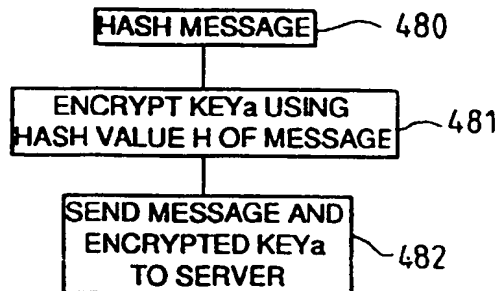 HASH MESSAGE
480
ENCRYPT KEYa USING
HASH VALUE H OF MESSAGE
481
SEND MESSAGE AND
ENCRYPTED KEYa
TO SERVER
482